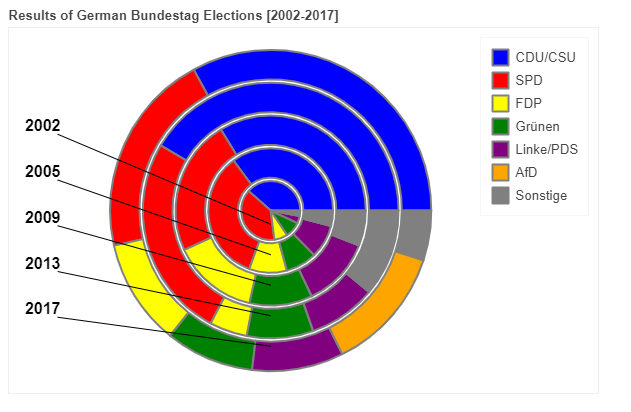 Results of German Bundestag Elections [2002-2017]
CDU/CSU
SPD
FDP
Grünen
Linke/PDS
AfD
Sonstige
2002
2005
2009
2013
2017